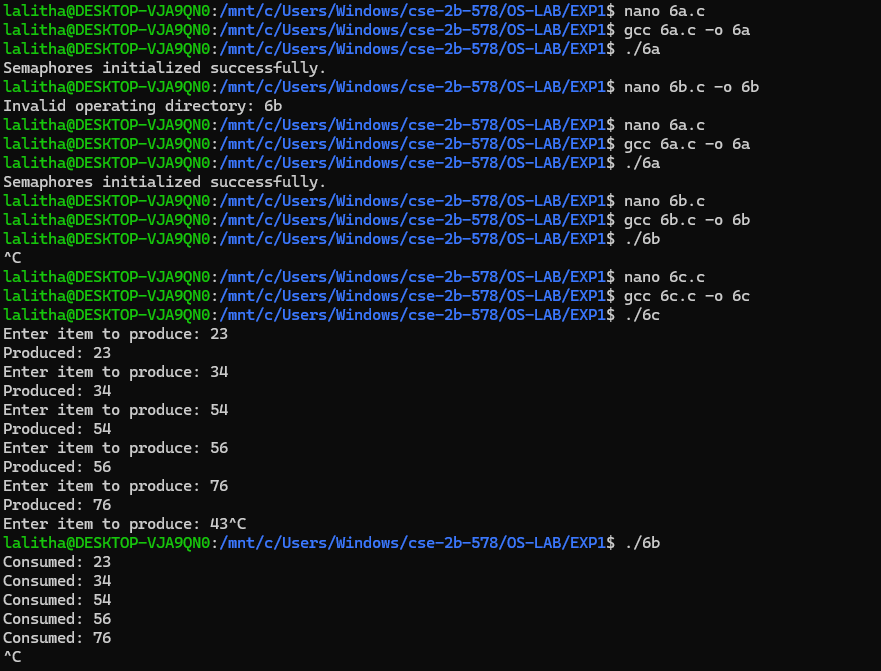 lalitha@DESKTOP-VJA9QN0:/mnt/c/Users/Windows/cse-2b-578/OS-LAB/EXP1$ nano 6a.c
lalitha@DESKTOP-VJA9QN0:/mnt/c/Users/Windows/cse-2b-578/OS-LAB/EXP1$ gcc 6a.c -o 6a
lalitha@DESKTOP-VJA9QN0:/mnt/c/Users/Windows/cse-2b-578/OS-LAB/EXP1$ ./6a
Semaphores initialized successfully.
lalitha@DESKTOP-VJA9QN0:/mnt/c/Users/Windows/cse-2b-578/OS-LAB/EXP1$ nano 6b.c -o 6b
Invalid operating directory: 6b
lalitha@DESKTOP-VJA9QN0:/mnt/c/Users/Windows/cse-2b-578/OS-LAB/EXP1$ nano 6a.c
lalitha@DESKTOP-VJA9QN0:/mnt/c/Users/Windows/cse-2b-578/OS-LAB/EXP1$ gcc 6a.c -o 6a
lalitha@DESKTOP-VJA9QN0:/mnt/c/Users/Windows/cse-2b-578/OS-LAB/EXP1$ ./6a
Semaphores initialized successfully.
lalitha@DESKTOP-VJA9QN0:/mnt/c/Users/Windows/cse-2b-578/OS-LAB/EXP1$ nano 6b.c
lalitha@DESKTOP-VJA9QN0:/mnt/c/Users/Windows/cse-2b-578/OS-LAB/EXP1$ gcc 6b.c -o 6b
lalitha@DESKTOP-VJA9QN0:/mnt/c/Users/Windows/cse-2b-578/OS-LAB/EXP1$ ./6b
^C
lalitha@DESKTOP-VJA9QN0:/mnt/c/Users/Windows/cse-2b-578/OS-LAB/EXP1$ nano 6c.c
lalitha@DESKTOP-VJA9QN0:/mnt/c/Users/Windows/cse-2b-578/OS-LAB/EXP1$ gcc 6c.c -o 6c
lalitha@DESKTOP-VJA9QN0:/mnt/c/Users/Windows/cse-2b-578/OS-LAB/EXP1$ ./6c
Enter item to produce: 23
Produced: 23
Enter item to produce: 34
Produced: 34
Enter item to produce: 54
Produced: 54
Enter item to produce: 56
Produced: 56
Enter item to produce: 76
Produced: 76
Enter item to produce: 43^C
lalitha@DESKTOP-VJA9QN0:/mnt/c/Users/Windows/cse-2b-578/OS-LAB/EXP1$ ./6b
Consumed: 23
Consumed: 34
Consumed: 54
Consumed: 56
Consumed: 76
^C